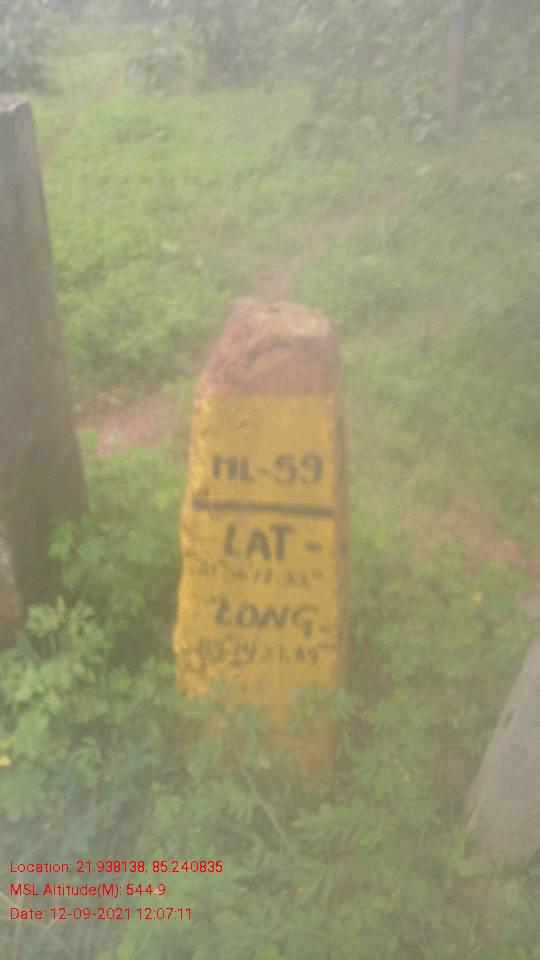 ML-59
LAT -
LONG-
Location: 21.938138, 85.240835
MSL Altitude(M): 544.9
Date: 12-09-2021 12:07:11